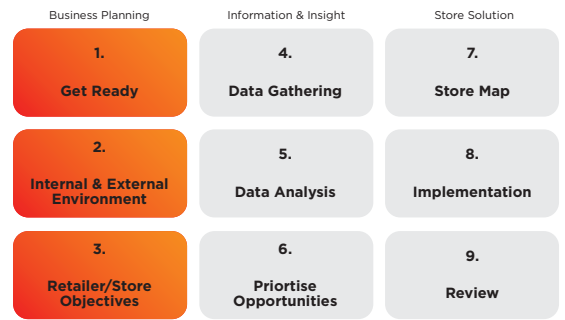 Business Planning
Information & Insight
Store Solution
1.
Get Ready
4.
Data Gathering
7.
Store Map
2.
Internal & External
Environment
5.
Data Analysis
8.
Implementation
3.
Retailer/Store
Objectives
6.
Priortise
Opportunities
9.
Review